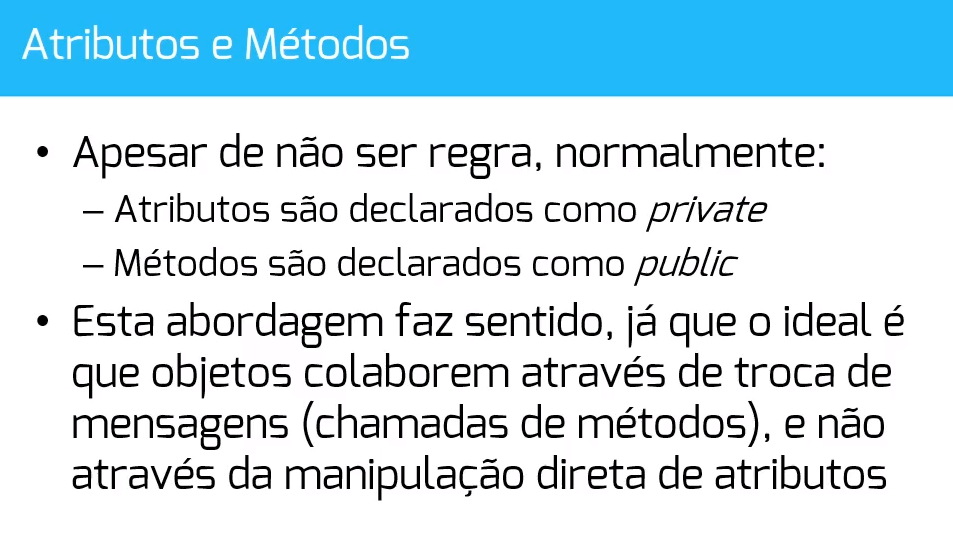 Atributos e Métodos
• Apesar de não ser regra, normalmente:
– Atributos são declarados como private
– Métodos são declarados como public
• Esta abordagem faz sentido, já que o ideal é
que objetos colaborem através de troca de
mensagens (chamadas de métodos), e não
através da manipulação direta de atributos